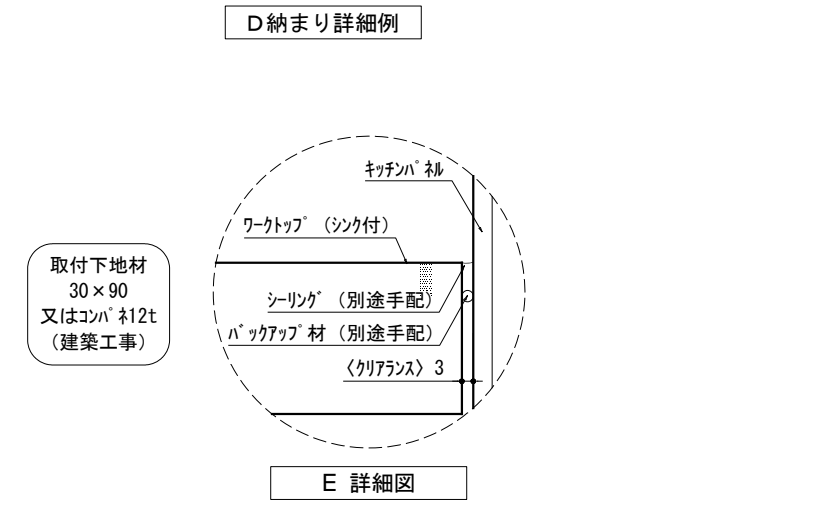 D納まり詳細例
キッチンパネル
ワークトップ (シンク付)
取付下地材
30×90
又はコンパネ12t
(建築工事)
シーリング (別途手配)
バックアップ材 (別途手配)
〈クリアランス〉 3
E 詳細図